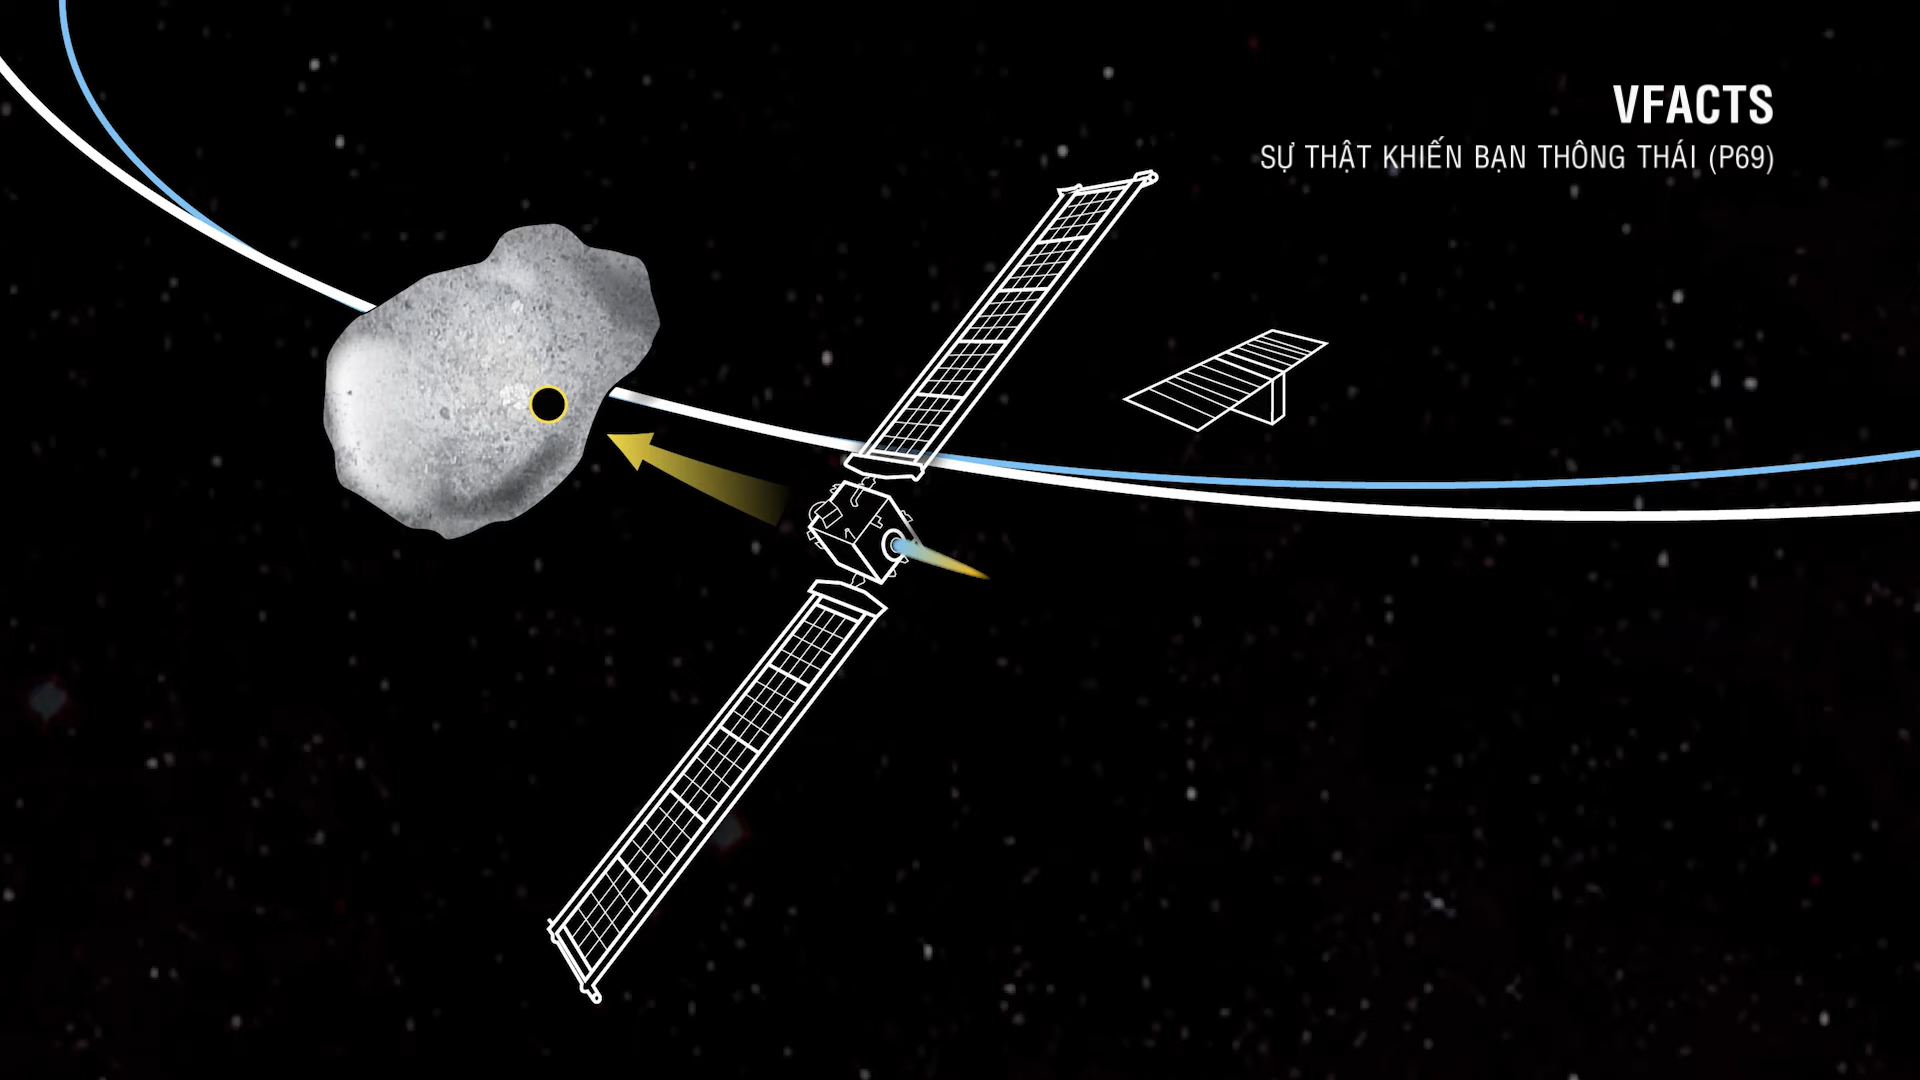 VFACTS
SỰ THẬT KHIẾN BẠN THÔNG THÁI (P69)